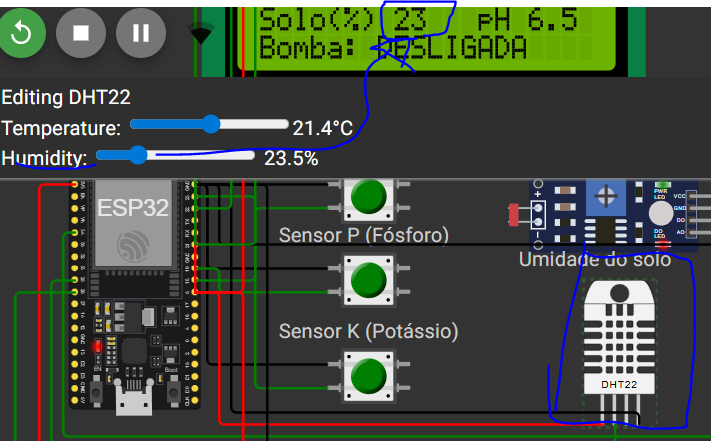 Solo(%) 23 pH 6.5
Bomba: DESLIGADA
Editing DHT22
Temperature: 21.4°C
Humidity: 23.5%
ESP32
Sensor P (Fósforo)
Sensor K (Potássio)
Umidade do solo
PWR
LED
DO
LED
VCC
GND
DO
AO
DHT22
EN
Boot